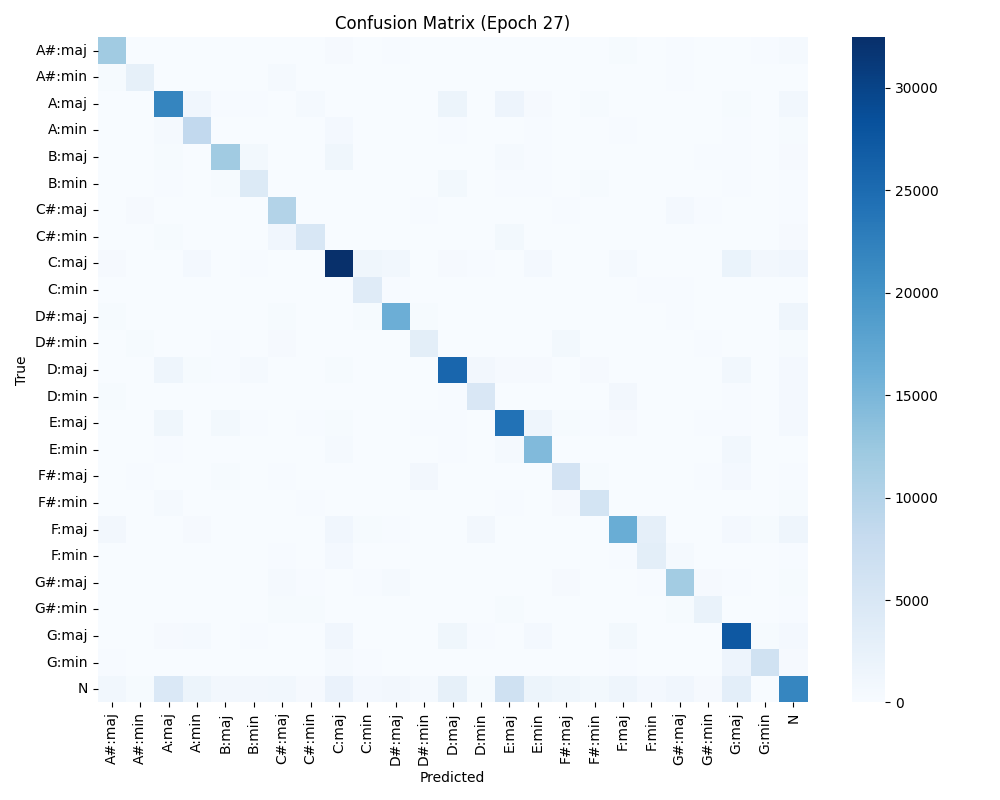 Confusion Matrix (Epoch 27)
True
A#:maj
A#:min
A:maj
A:min
B:maj
B:min
C#:maj
C#:min
C:maj
C:min
D#:maj
D#:min
D:maj
D:min
E:maj
E:min
F#:maj
F#:min
F:maj
F:min
G#:maj
G#:min
G:maj
G:min
N
A#:maj
A#:min
A:maj
A:min
B:maj
B:min
C#:maj
C#:min
C:maj
C:min
D#:maj
D#:min
D:maj
D:min
E:maj
E:min
F#:maj
F#:min
F:maj
F:min
G#:maj
G#:min
G:maj
G:min
N
Predicted
30000
25000
20000
15000
10000
5000
0